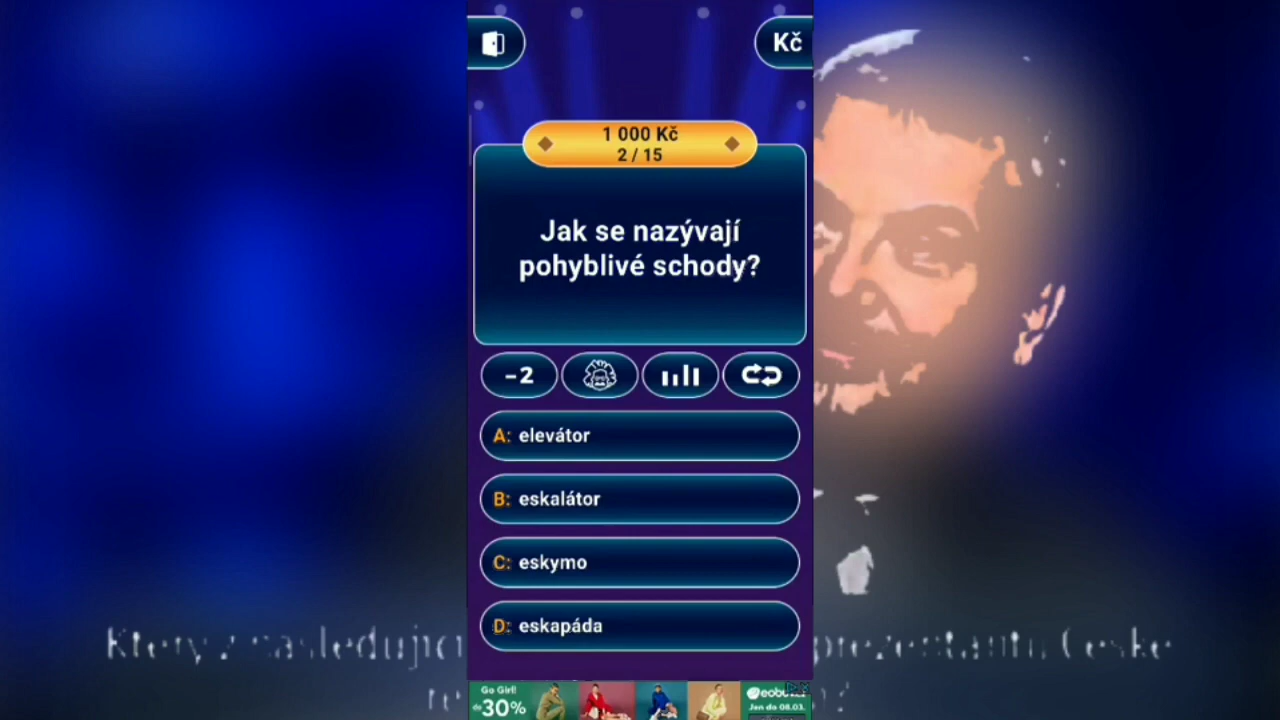 Kč
1 000 Kč
2 / 15
Jak se nazývají
pohyblivé schody?
-2
A: elevátor
B: eskalátor
C: eskymo
D: eskapáda
Go Girl!
do 30%
Jen do 08.03.